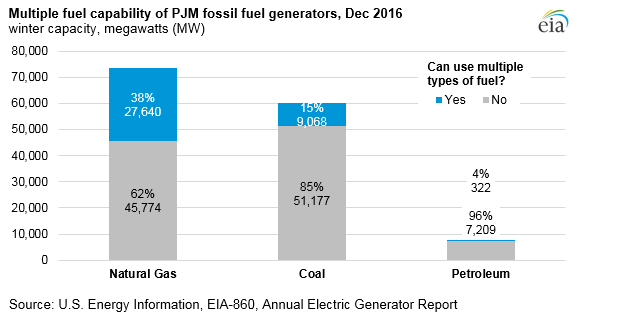 Multiple fuel capability of PJM fossil fuel generators, Dec 2016
winter capacity, megawatts (MW)
eia
80,000
70,000
60,000
50,000
40,000
30,000
20,000
10,000
0
Can use multiple
types of fuel?
Yes No
38%
27,640
62%
45,774
15%
9,068
85%
51,177
4%
322
96%
7,209
Natural Gas Coal Petroleum
Source: U.S. Energy Information, EIA-860, Annual Electric Generator Report